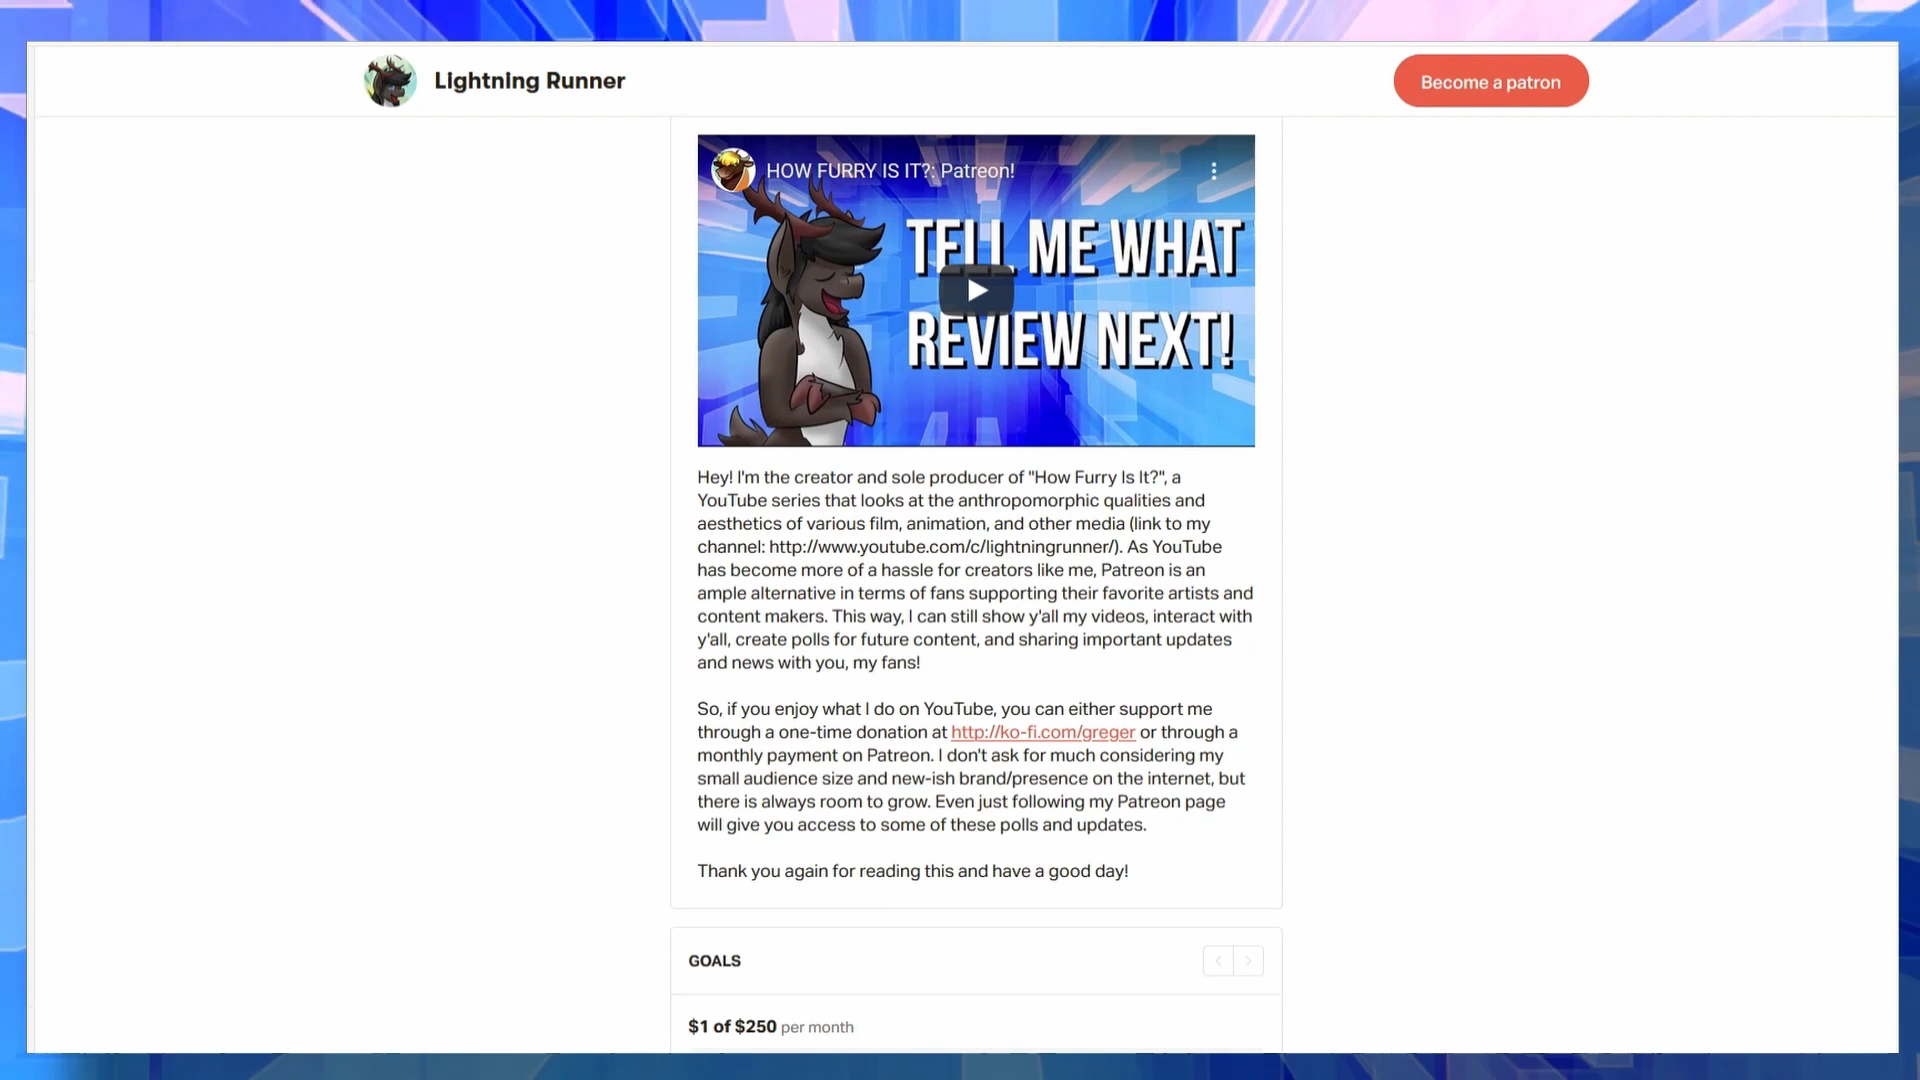 Lightning Runner
Become a patron
HOW FURRY IS IT?: Patreon!
TELL ME WHAT
REVIEW NEXT!
Hey! I'm the creator and sole producer of "How Furry Is It?", a
YouTube series that looks at the anthropomorphic qualities and
aesthetics of various film, animation, and other media (link to my
channel: http://www.youtube.com/c/lightningrunner/). As YouTube
has become more of a hassle for creators like me, Patreon is an
ample alternative in terms of fans supporting their favorite artists and
content makers. This way, I can still show y'all my videos, interact with
y'all, create polls for future content, and sharing important updates
and news with you, my fans!
So, if you enjoy what I do on YouTube, you can either support me
through a one-time donation at http://ko-fi.com/greger or through a
monthly payment on Patreon. I don't ask for much considering my
small audience size and new-ish brand/presence on the internet, but
there is always room to grow. Even just following my Patreon page
will give you access to some of these polls and updates.
Thank you again for reading this and have a good day!
GOALS
$1 of $250 per month